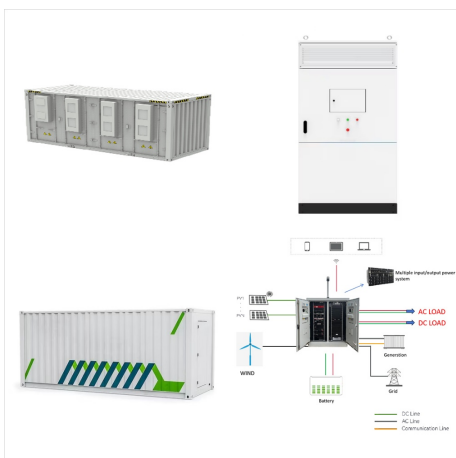 Multiple input/output power
system
AC LOAD
DC LOAD
WIND
Generation
Battery
Grid
DC Line
AC Line
Communication Line